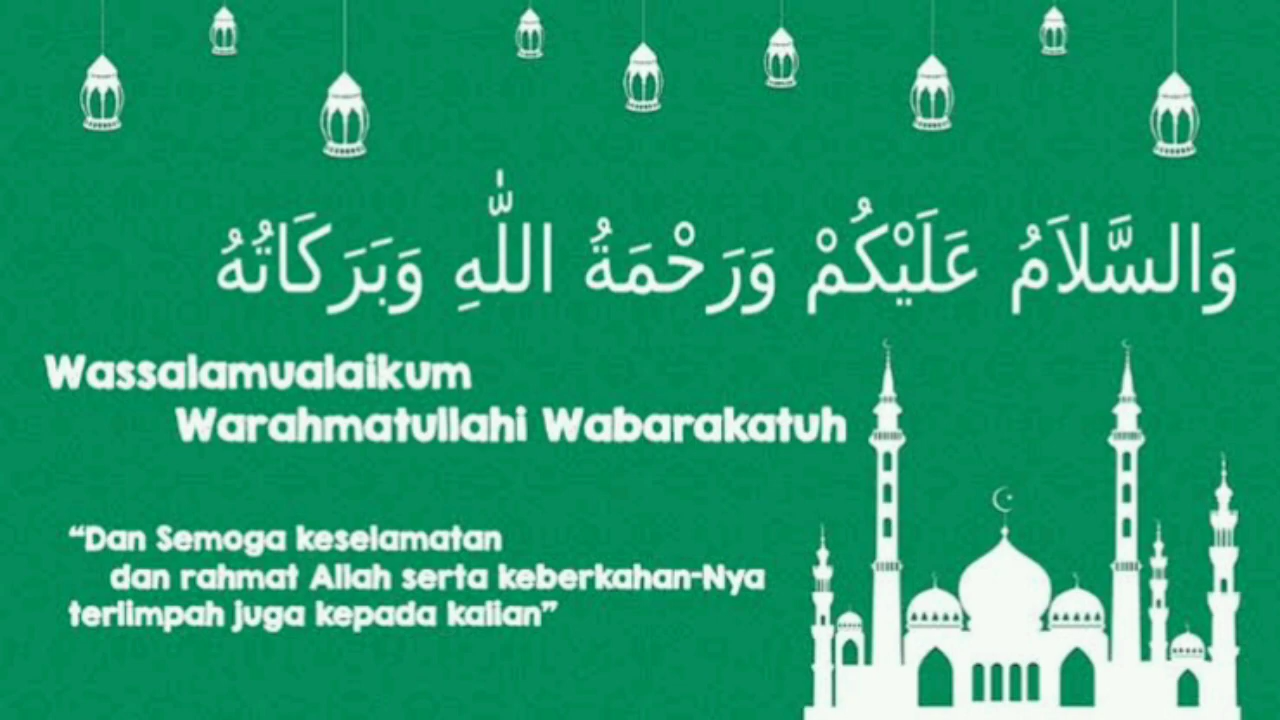 وَالسَّلاَمُ عَلَيْكُمْ وَرَحْمَةُ اللّٰهِ وَبَرَكَاتُهُ
Wassalamualaikum
Warahmatullahi Wabarakatuh
“Dan Semoga keselamatan
dan rahmat Allah serta keberkahan-Nya
terlimpah juga kepada kalian”